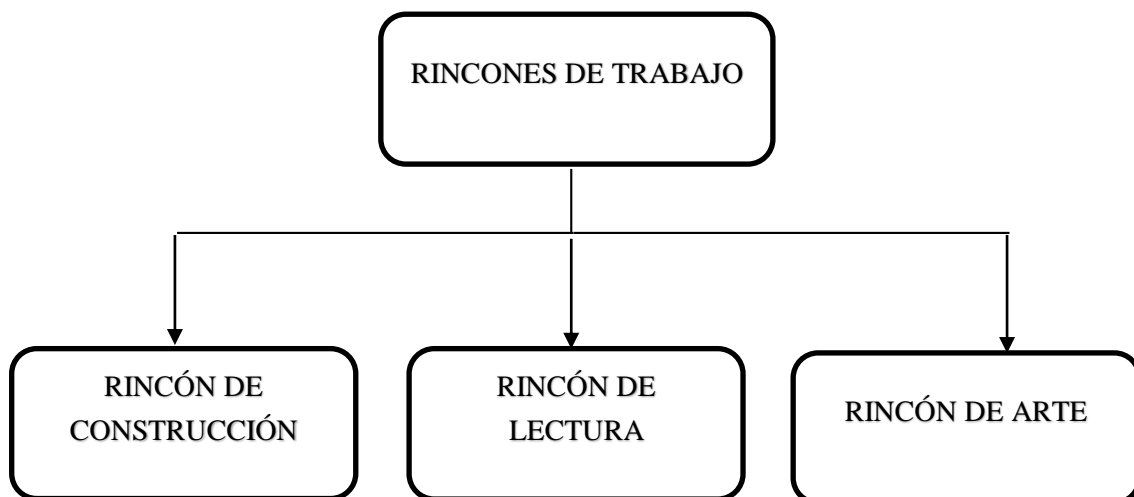 RINCONES DE TRABAJO
RINCÓN DE
CONSTRUCCIÓN
RINCÓN DE
LECTURA
RINCÓN DE ARTE